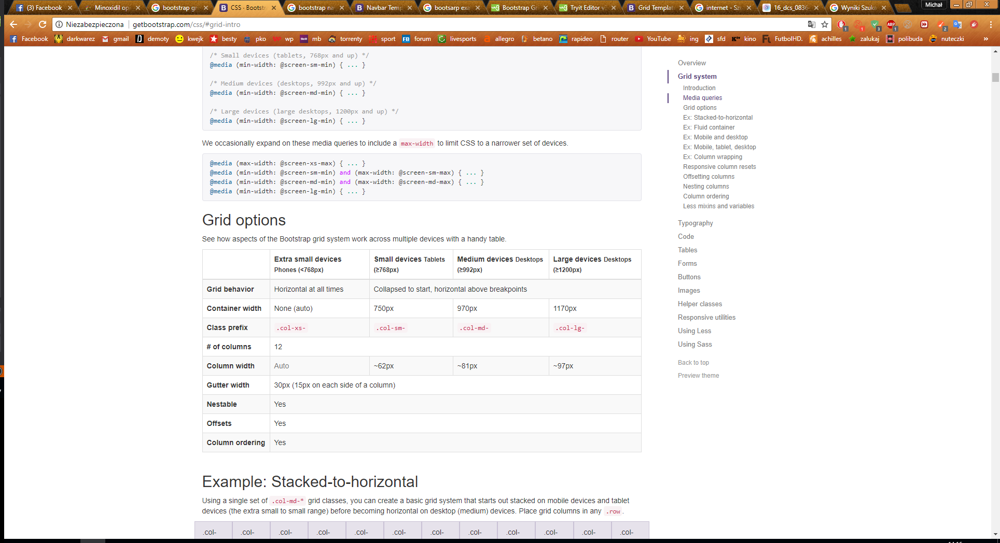 (3) Facebook
Minoxidil op
bootstrap gr
CSS · Bootstr
bootstrap na
Navbar Temp
bootsarp exa
Bootstrap Gr
Tryit Editor v
Grid Templat
internet - Sz
16_dcs_0836
Wyniki Szuk
Michał
Niezabezpieczona
getbootstrap.com/css/#grid-intro
Facebook
darkwarez
gmail
demoty
kwejk
besty
pko
wp
mb
torrenty
sport
forum
livesports
allegro
betano
rapideo
router
YouTube
ing
sfd
kino
FutbolHD.
achilles
zalukaj
polibuda
nuteczki
»
/* Small devices (tablets, 768px and up) */
@media (min-width: @screen-sm-min) { ... }
/* Medium devices (desktops, 992px and up) */
@media (min-width: @screen-md-min) { ... }
/* Large devices (large desktops, 1200px and up) */
@media (min-width: @screen-lg-min) { ... }
We occasionally expand on these media queries to include a max-width to limit CSS to a narrower set of devices.
@media (max-width: @screen-xs-max) { ... }
@media (min-width: @screen-sm-min) and (max-width: @screen-sm-max) { ... }
@media (min-width: @screen-md-min) and (max-width: @screen-md-max) { ... }
@media (min-width: @screen-lg-min) { ... }
Grid options
See how aspects of the Bootstrap grid system work across multiple devices with a handy table.
Extra small devices Small devices Tablets Medium devices Desktops Large devices Desktops
Phones (<768px) (≥768px) (≥992px) (≥1200px)
Grid behavior Horizontal at all times Collapsed to start, horizontal above breakpoints
Container width None (auto) 750px 970px 1170px
Class prefix .col-xs- .col-sm- .col-md- .col-lg-
# of columns 12
Column width Auto ~62px ~81px ~97px
Gutter width 30px (15px on each side of a column)
Nestable Yes
Offsets Yes
Column ordering Yes
Example: Stacked-to-horizontal
Using a single set of .col-md-* grid classes, you can create a basic grid system that starts out stacked on mobile devices and tablet
devices (the extra small to small range) before becoming horizontal on desktop (medium) devices. Place grid columns in any .row.
.col- .col- .col- .col- .col- .col- .col- .col- .col- .col- .col- .col-
Overview
Grid system
Introduction
Media queries
Grid options
Ex: Stacked-to-horizontal
Ex: Fluid container
Ex: Mobile and desktop
Ex: Mobile, tablet, desktop
Ex: Column wrapping
Responsive column resets
Offsetting columns
Nesting columns
Column ordering
Less mixins and variables
Typography
Code
Tables
Forms
Buttons
Images
Helper classes
Responsive utilities
Using Less
Using Sass
Back to top
Preview theme